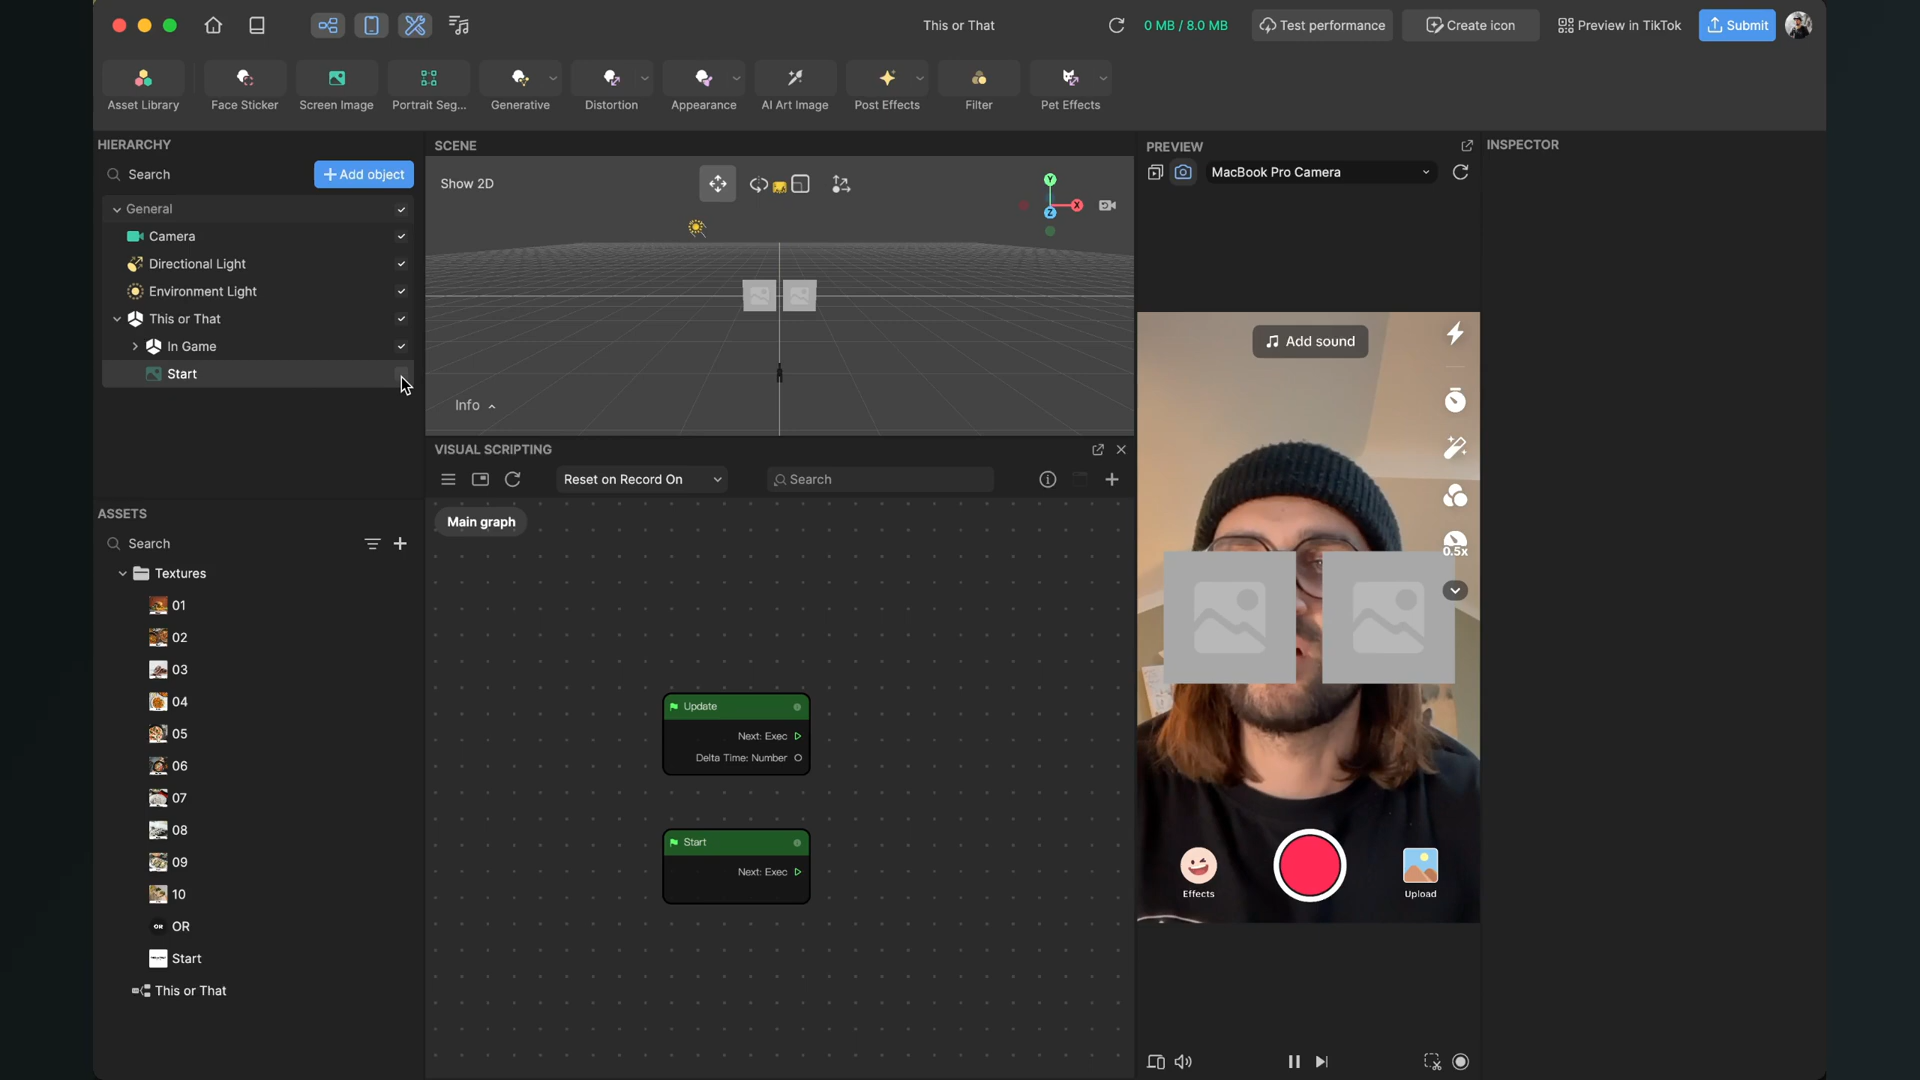 This or That
0 MB / 8.0 MB
Test performance
Create icon
Preview in TikTok
Submit
Asset Library
Face Sticker
Screen Image
Portrait Seg...
Generative
Distortion
Appearance
AI Art Image
Post Effects
Filter
Pet Effects
HIERARCHY
Search
+ Add object
General
Camera
Directional Light
Environment Light
This or That
In Game
Start
SCENE
Show 2D
Y
X
Z
Info
VISUAL SCRIPTING
Reset on Record On
Search
Main graph
Update
Next: Exec
Delta Time: Number
Start
Next: Exec
ASSETS
Search
Textures
01
02
03
04
05
06
07
08
09
10
OR OR
Start
This or That
PREVIEW
MacBook Pro Camera
Add sound
0.5x
Effects
Upload
INSPECTOR